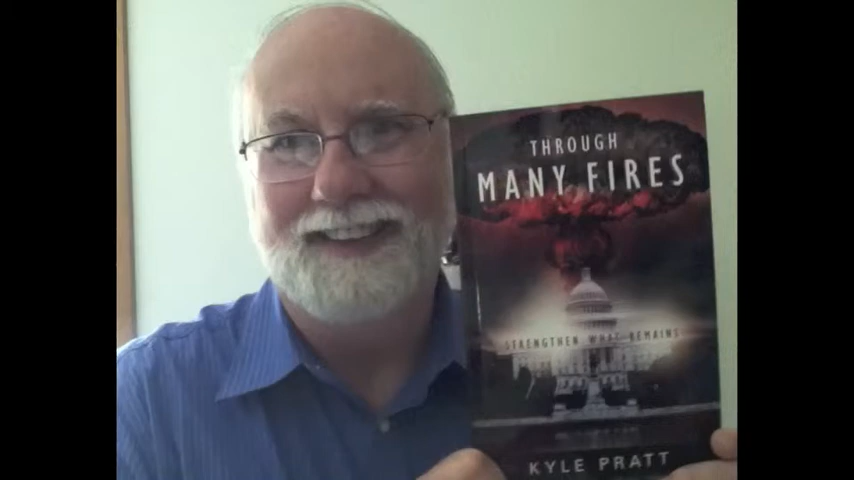 THROUGH
MANY FIRES
STRENGTHEN WHAT REMAINS
KYLE PRATT